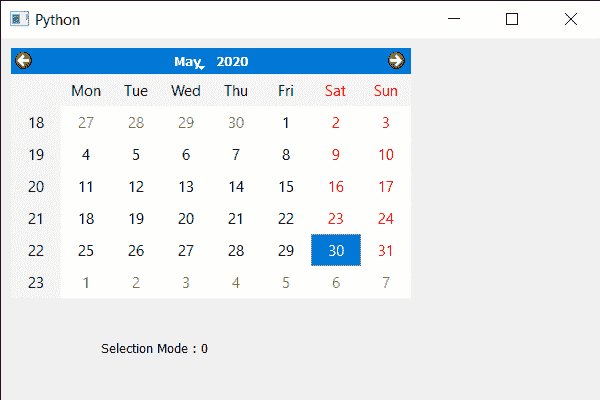 Python
May 2020
Mon Tue Wed Thu Fri Sat Sun
18 27 28 29 30 1 2 3
19 4 5 6 7 8 9 10
20 11 12 13 14 15 16 17
21 18 19 20 21 22 23 24
22 25 26 27 28 29 30 31
23 1 2 3 4 5 6 7
Selection Mode : 0